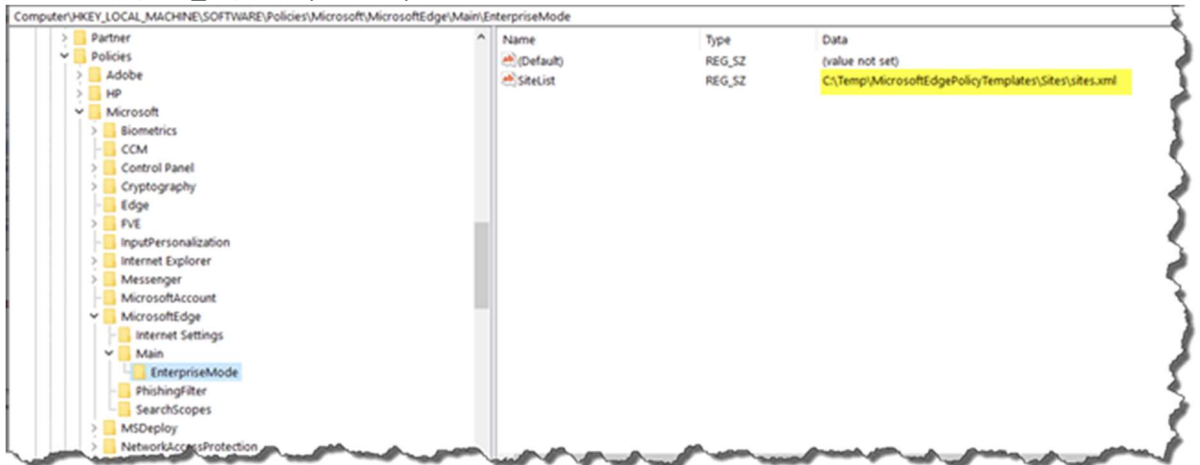 Computer\HKEY_LOCAL_MACHINE\SOFTWARE\Policies\Microsoft\MicrosoftEdge\Main\EnterpriseMode
Partner
Policies
Adobe
HP
Microsoft
Biometrics
CCM
Control Panel
Cryptography
Edge
FVE
InputPersonalization
Internet Explorer
Messenger
MicrosoftAccount
MicrosoftEdge
Internet Settings
Main
EnterpriseMode
PhishingFilter
SearchScopes
MSDeploy
NetworkAccessProtection
Name Type Data
(Default) REG_SZ (value not set)
SiteList REG_SZ C:\Temp\MicrosoftEdgePolicyTemplates\Sites\sites.xml